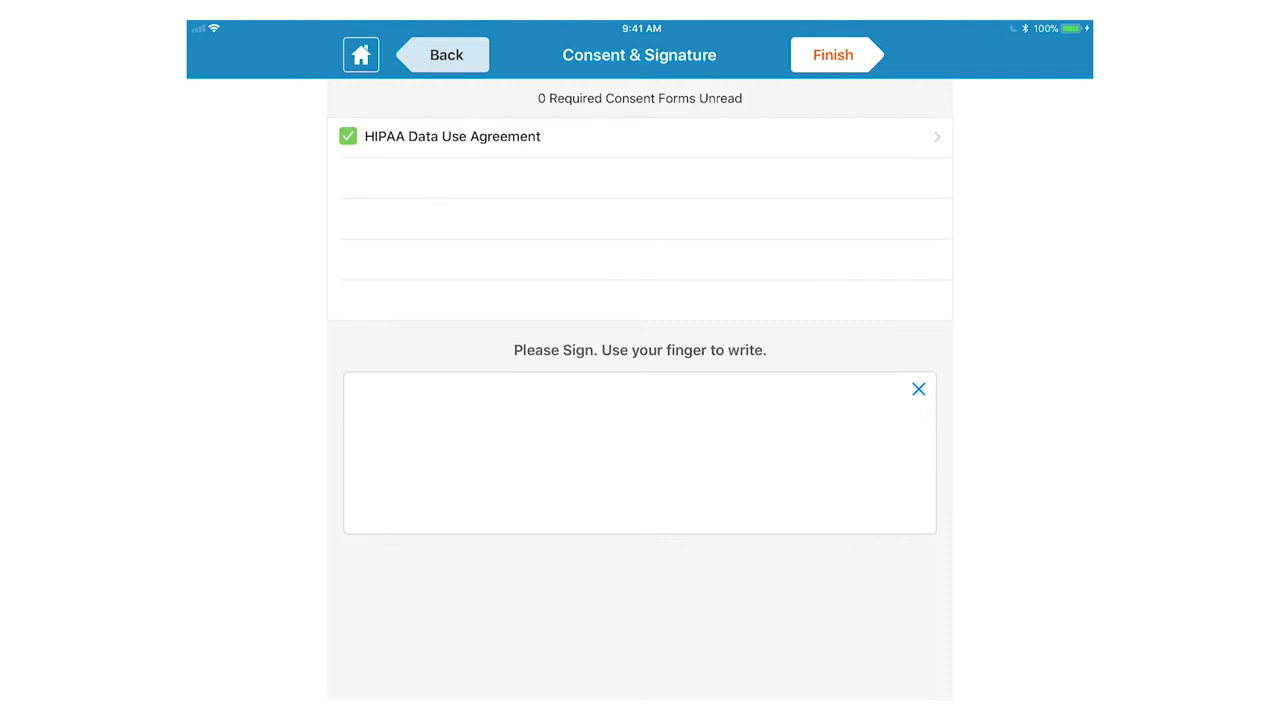 9:41 AM
100%
Back
Consent & Signature
Finish
0 Required Consent Forms Unread
HIPAA Data Use Agreement
Please Sign. Use your finger to write.